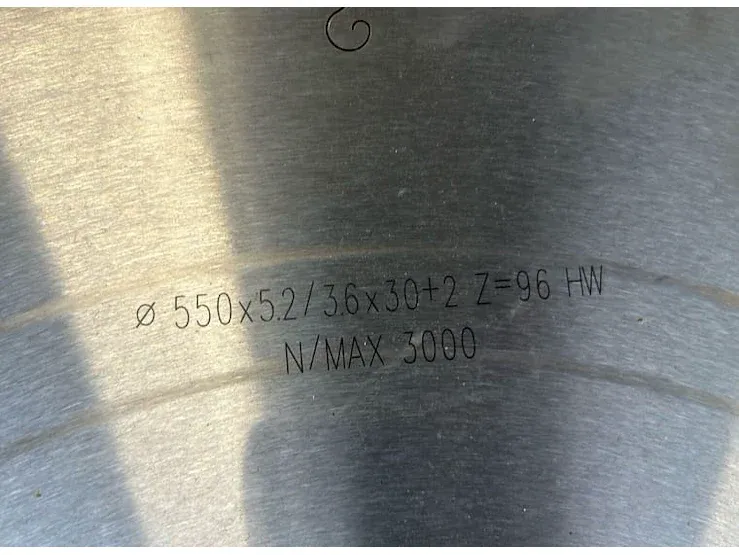 ⌀ 550x5.2/3.6x30+2 Z=96 HW
N/MAX 3000